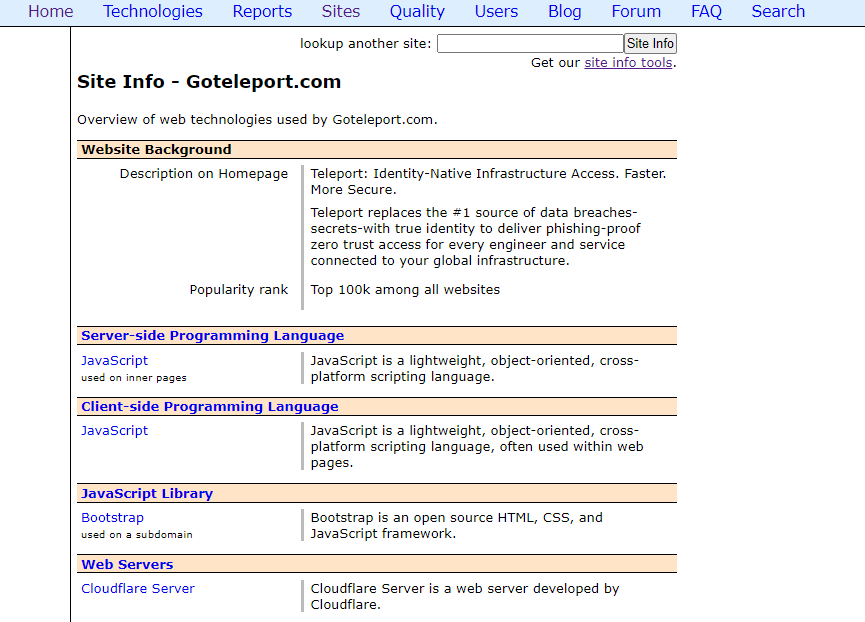 Home Technologies Reports Sites Quality Users Blog Forum FAQ Search
lookup another site: Site Info
Get our site info tools.
Site Info - Goteleport.com
Overview of web technologies used by Goteleport.com.
Website Background
Description on Homepage Teleport: Identity-Native Infrastructure Access. Faster.
More Secure.
Teleport replaces the #1 source of data breaches-
secrets-with true identity to deliver phishing-proof
zero trust access for every engineer and service
connected to your global infrastructure.
Popularity rank Top 100k among all websites
Server-side Programming Language
JavaScript JavaScript is a lightweight, object-oriented, cross-
used on inner pages platform scripting language.
Client-side Programming Language
JavaScript JavaScript is a lightweight, object-oriented, cross-
platform scripting language, often used within web
pages.
JavaScript Library
Bootstrap Bootstrap is an open source HTML, CSS, and
used on a subdomain JavaScript framework.
Web Servers
Cloudflare Server Cloudflare Server is a web server developed by
Cloudflare.